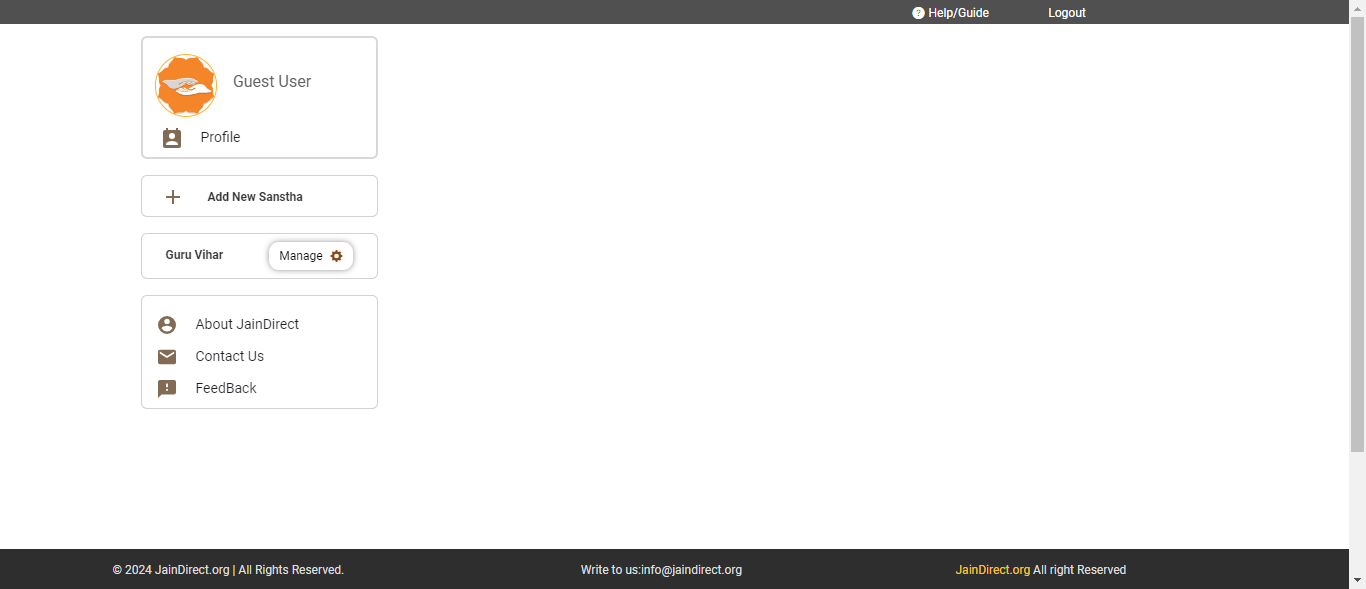 Help/Guide
Logout
Guest User
Profile
Add New Sanstha
Guru Vihar
Manage
About JainDirect
Contact Us
FeedBack
© 2024 JainDirect.org | All Rights Reserved.
Write to us:info@jaindirect.org
JainDirect.org All right Reserved